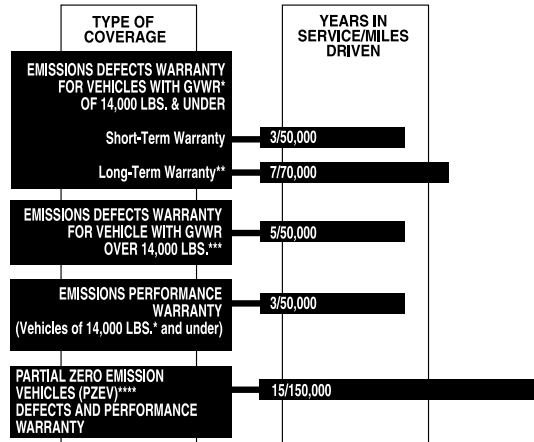 TYPE OF
COVERAGE
YEARS IN
SERVICE/MILES
DRIVEN
EMISSIONS DEFECTS WARRANTY
FOR VEHICLES WITH GVWR*
OF 14,000 LBS. & UNDER
Short-Term Warranty
3/50,000
Long-Term Warranty**
7/70,000
EMISSIONS DEFECTS WARRANTY
FOR VEHICLE WITH GVWR
OVER 14,000 LBS.***
5/50,000
EMISSIONS PERFORMANCE
WARRANTY
(Vehicles of 14,000 LBS.* and under)
3/50,000
PARTIAL ZERO EMISSION
VEHICLES (PZEV)****
DEFECTS AND PERFORMANCE
WARRANTY
15/150,000